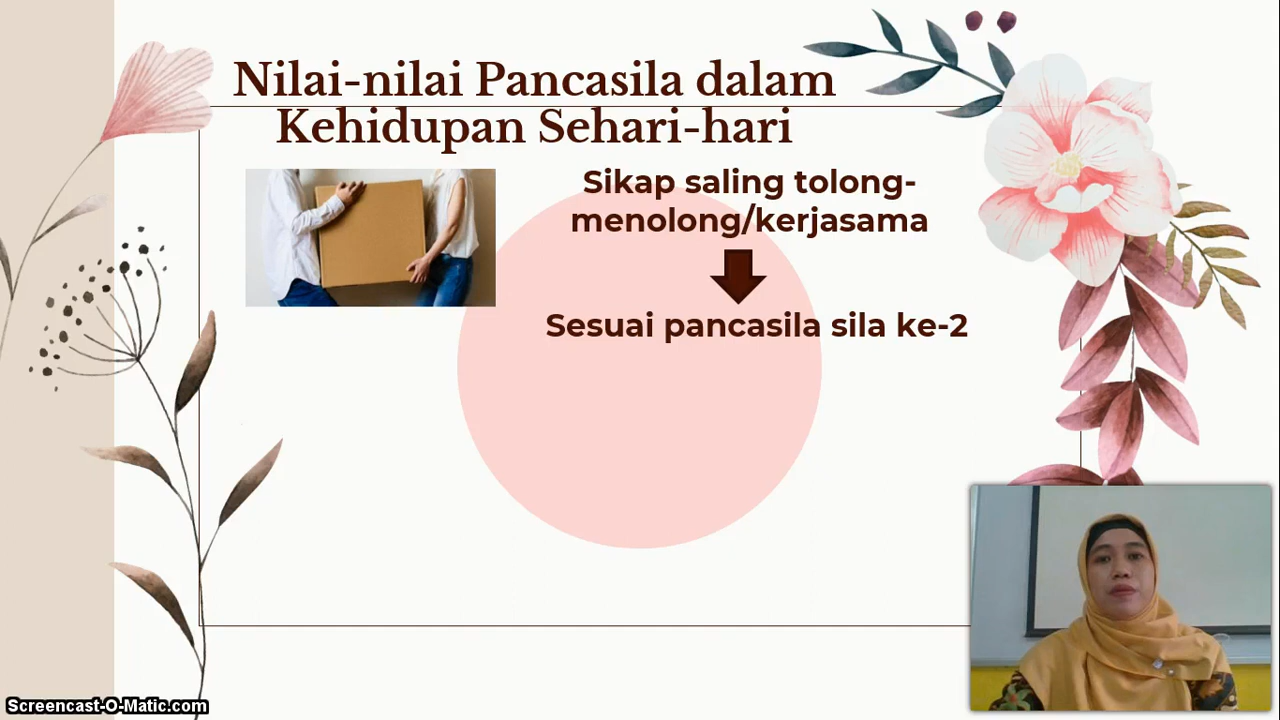 Nilai-nilai Pancasila dalam
Kehidupan Sehari-hari
Sikap saling tolong-
menolong/kerjasama
Sesuai pancasila sila ke-2
Screencast-O-Matic.com